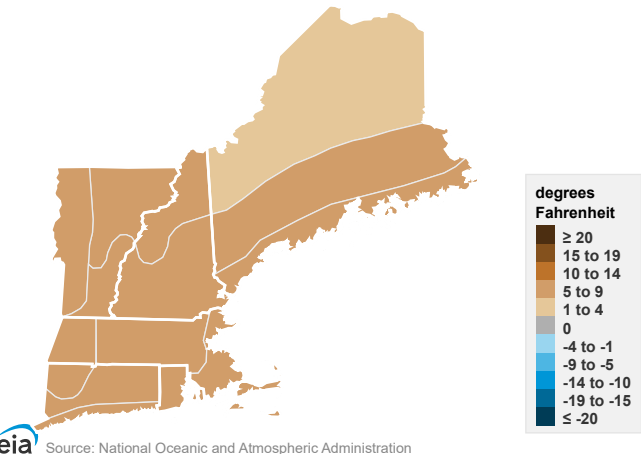 degrees
Fahrenheit
≥ 20
15 to 19
10 to 14
5 to 9
1 to 4
0
-4 to -1
-9 to -5
-14 to -10
-19 to -15
≤ -20
eia
Source: National Oceanic and Atmospheric Administration